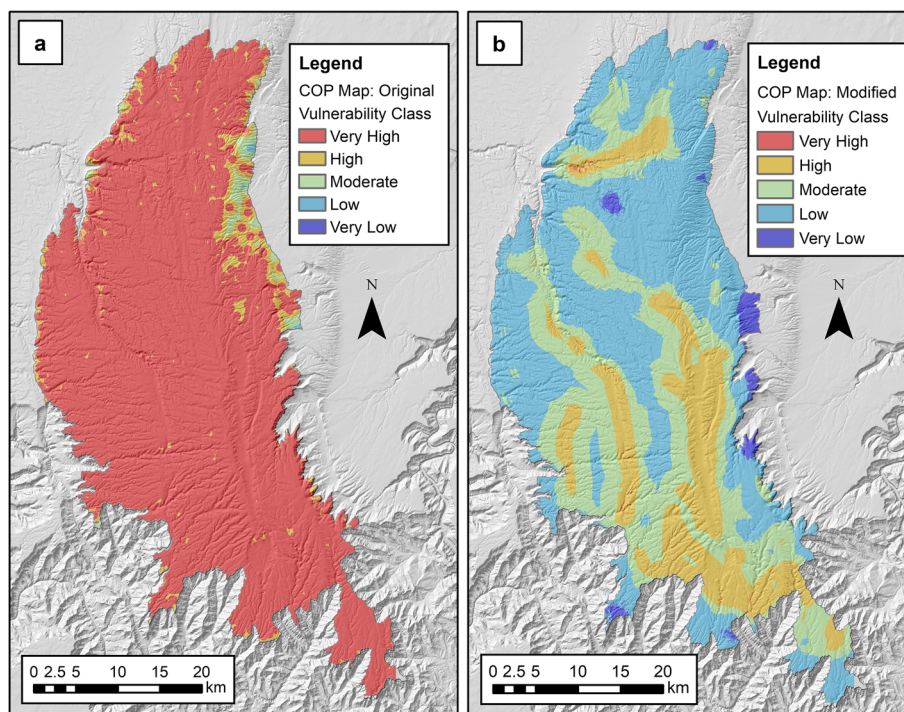 a
Legend
COP Map: Original
Vulnerability Class
Very High
High
Moderate
Low
Very Low
N
0 2.5 5 10 15 20
km
b
Legend
COP Map: Modified
Vulnerability Class
Very High
High
Moderate
Low
Very Low
N
0 2.5 5 10 15 20
km